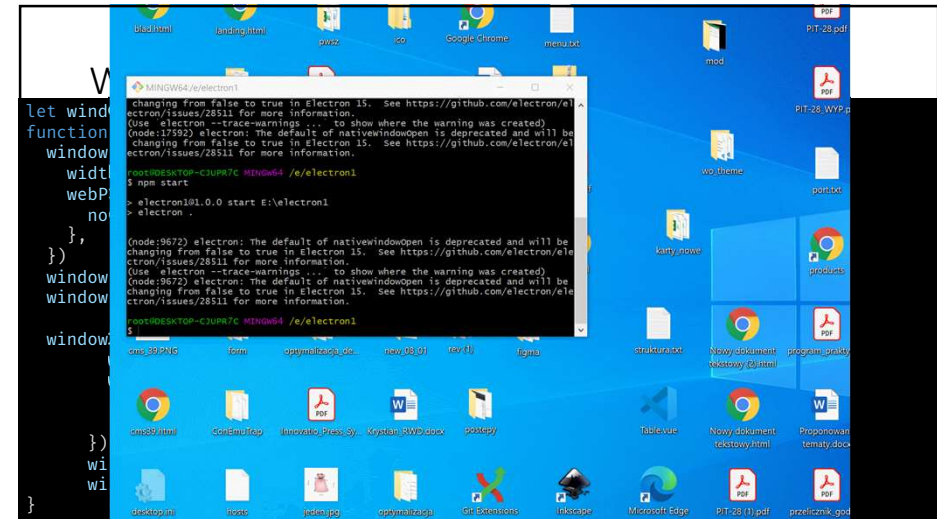 blad.html
landing.html
pwsz
.ico
Google Chrome
menu.txt
mod
PDF
PIT-28.pdf
W
MINGW64:/e/electron1
changing from false to true in Electron 15.  See https://github.com/electron/el
ectron/issues/28511 for more information.
(Use `electron --trace-warnings ...` to show where the warning was created)
(node:17592) electron: The default of nativeWindowOpen is deprecated and will be
changing from false to true in Electron 15.  See https://github.com/electron/el
ectron/issues/28511 for more information.
root@DESKTOP-CJUPR7C MINGW64 /e/electron1
$ npm start
> electron1@1.0.0 start E:\electron1
> electron .
(node:9672) electron: The default of nativeWindowOpen is deprecated and will be
changing from false to true in Electron 15.  See https://github.com/electron/ele
ctron/issues/28511 for more information.
(Use `electron --trace-warnings ...` to show where the warning was created)
(node:9672) electron: The default of nativeWindowOpen is deprecated and will be
changing from false to true in Electron 15.  See https://github.com/electron/ele
ctron/issues/28511 for more information.
root@DESKTOP-CJUPR7C MINGW64 /e/electron1
$
let wind
function
window
widt
webP
no
},
})
window
window
window
})
wi
wi
}
PDF
PIT-28_WYP.p
wo_theme
port.txt
karty_nowe
products
cms_39.PNG
form
optymalizacja_de...
new_08_01
rev (1)
figma
struktura.txt
Nowy dokument
tekstowy (2).html
PDF
program_prakty
cms39.html
ConEmuTrap
PDF
Innovatio_Press_Sy...
Krystian_RWD.docx
postepy
Table.vue
Nowy dokument
tekstowy.html
Proponowan
tematy.docx
desktop.ini
hosts
jeden.jpg
optymalizacja
Git Extensions
Inkscape
Microsoft Edge
PDF
PIT-28 (1).pdf
PDF
przelicznik_god